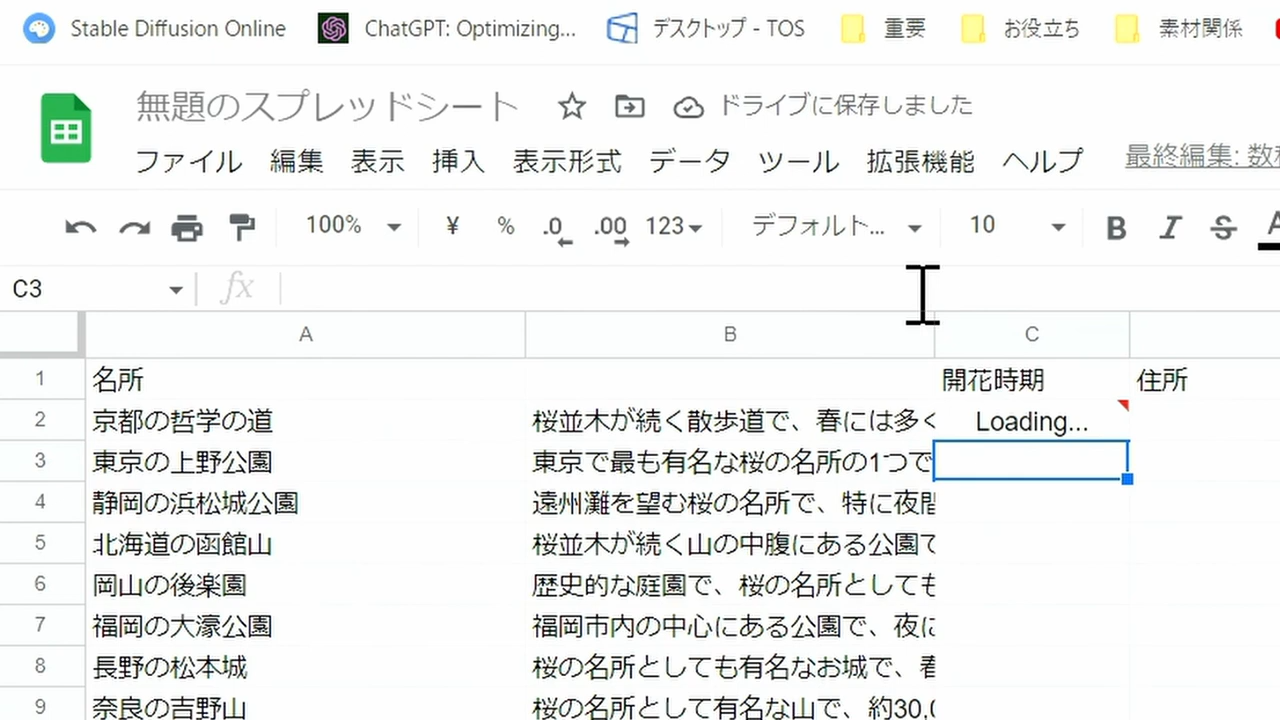 Stable Diffusion Online ChatGPT: Optimizing... デスクトップ - TOS 重要 お役立ち 素材関係
無題のスプレッドシート ドライブに保存しました
ファイル 編集 表示 挿入 表示形式 データ ツール 拡張機能 ヘルプ 最終編集: 数
100% ¥ % .0 .00 123 デフォルト... 10 B I S A
C3 fx
A B C
1 名所 開花時期 住所
2 京都の哲学の道 桜並木が続く散歩道で、春には多く Loading...
3 東京の上野公園 東京で最も有名な桜の名所の1つで
4 静岡の浜松城公園 遠州灘を望む桜の名所で、特に夜間
5 北海道の函館山 桜並木が続く山の中腹にある公園で
6 岡山の後楽園 歴史的な庭園で、桜の名所としても
7 福岡の大濠公園 福岡市内の中心にある公園で、夜に
8 長野の松本城 桜の名所としても有名なお城で、春
9 奈良の吉野山 桜の名所として有名な山で、約30,0